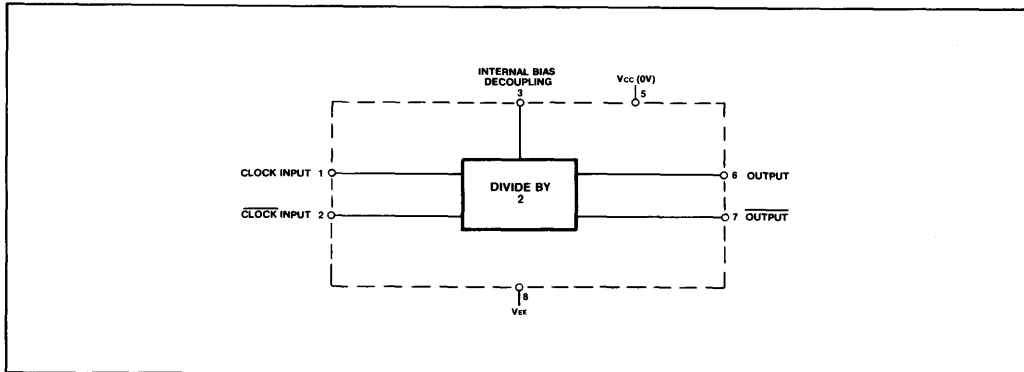 INTERNAL BIAS
DECOUPLING
3
Vcc (0V)
5
CLOCK INPUT 1
DIVIDE BY
2
6 OUTPUT
CLOCK INPUT 2
7 OUTPUT
8
VEE